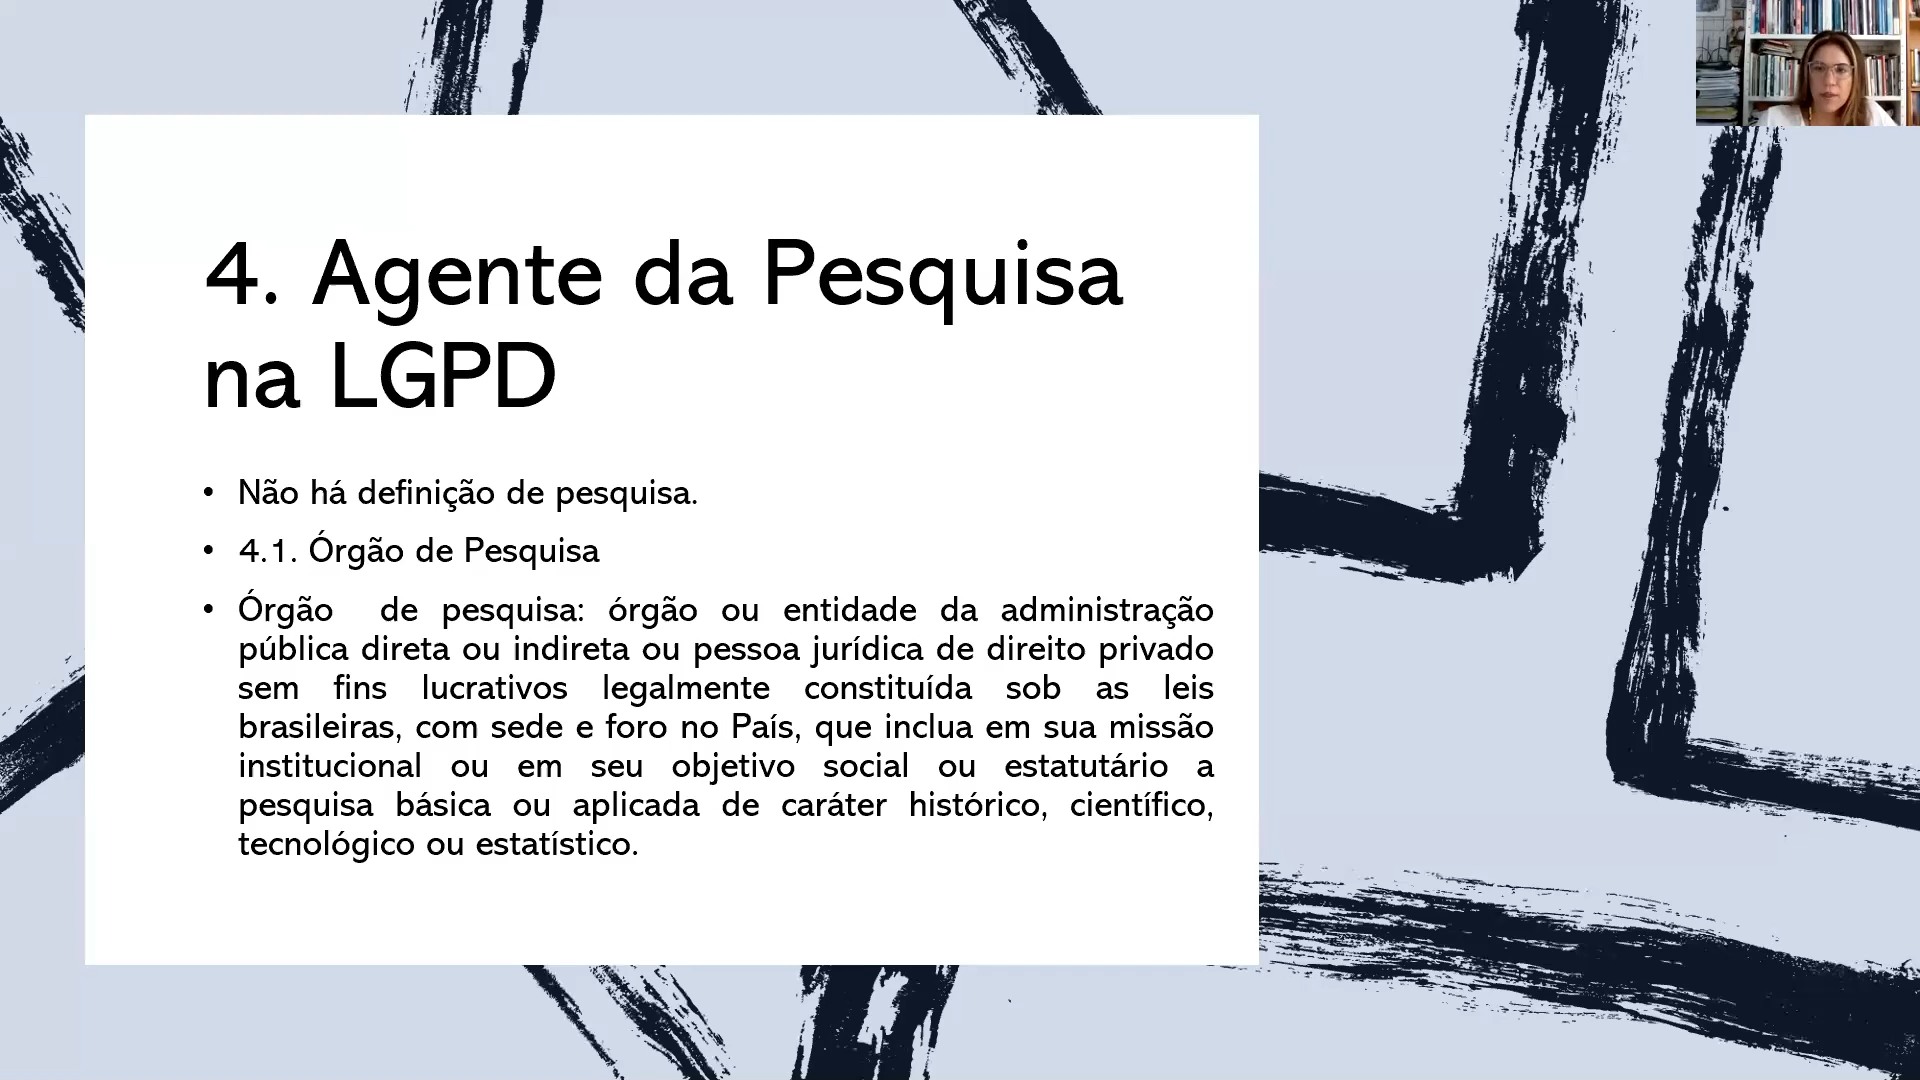 4. Agente da Pesquisa
na LGPD
• Não há definição de pesquisa.
• 4.1. Órgão de Pesquisa
• Órgão de pesquisa: órgão ou entidade da administração
pública direta ou indireta ou pessoa jurídica de direito privado
sem fins lucrativos legalmente constituída sob as leis
brasileiras, com sede e foro no País, que inclua em sua missão
institucional ou em seu objetivo social ou estatutário a
pesquisa básica ou aplicada de caráter histórico, científico,
tecnológico ou estatístico.